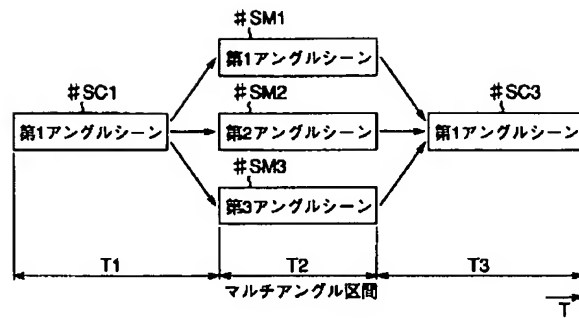 #SM1
第1アングルシーン
#SC1
#SM2
#SC3
第1アングルシーン
第2アングルシーン
第1アングルシーン
#SM3
第3アングルシーン
T1
T2
T3
マルチアングル区間
T